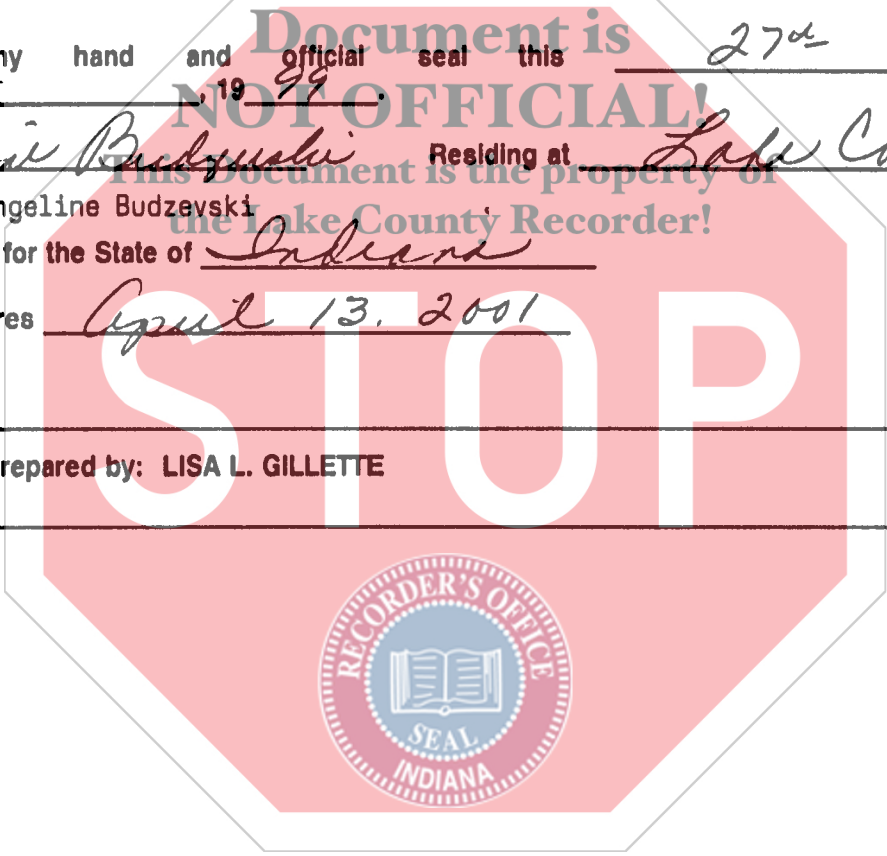 Document is
ny hand and official seal this 27th
, 19 99.
NOT OFFICIAL!
Budzevski Residing at Lake Co
This Document is the property of
ngeline Budzevski
the Lake County Recorder!
for the State of Indiana
res April 13, 2001
STOP
repared by: LISA L. GILLETTE
RECORDER'S OFFICE
SEAL
INDIANA